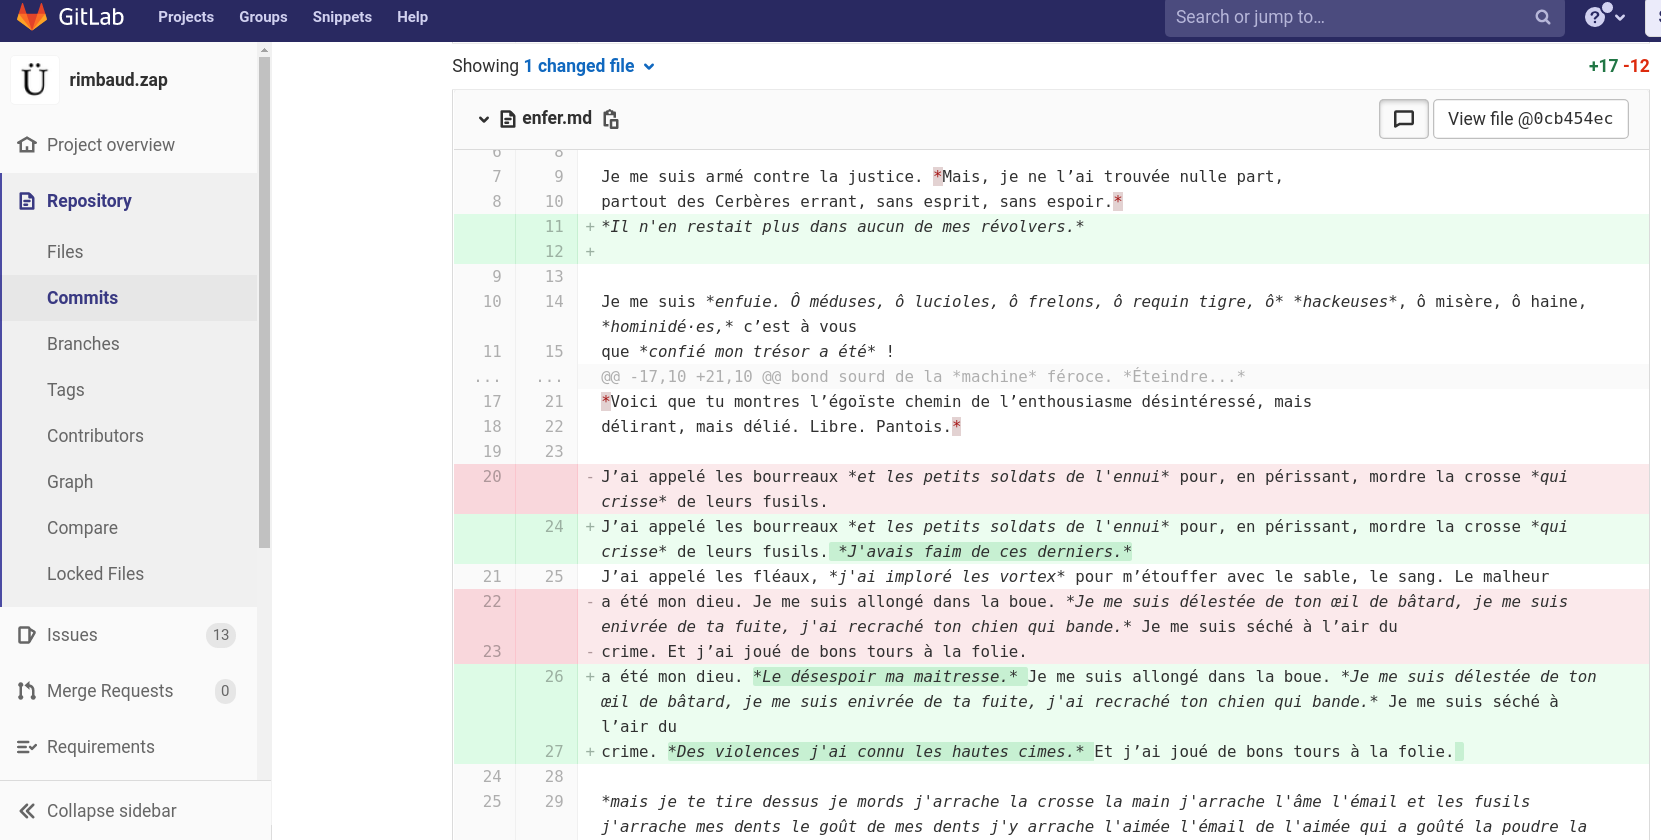 GitLab Projects Groups Snippets Help Search or jump to…
rimbaud.zap
Project overview
Repository
Files
Commits
Branches
Tags
Contributors
Graph
Compare
Locked Files
Issues 13
Merge Requests 0
Requirements
Collapse sidebar
Showing 1 changed file +17 -12
enfer.md View file @0cb454ec
6 8
7 9 Je me suis armé contre la justice. *Mais, je ne l’ai trouvée nulle part,
8 10 partout des Cerbères errant, sans esprit, sans espoir.*
11 + *Il n'en restait plus dans aucun de mes révolvers.*
12 +
9 13
10 14 Je me suis *enfuie. Ô méduses, ô lucioles, ô frelons, ô requin tigre, ô* *hackeuses*, ô misère, ô haine,
*hominidé·es,* c’est à vous
11 15 que *confié mon trésor a été* !
... ... @@ -17,10 +21,10 @@ bond sourd de la *machine* féroce. *Éteindre...*
17 21 *Voici que tu montres l’égoïste chemin de l’enthousiasme désintéressé, mais
18 22 délirant, mais délié. Libre. Pantois.*
19 23
20 - J’ai appelé les bourreaux *et les petits soldats de l'ennui* pour, en périssant, mordre la crosse *qui
crisse* de leurs fusils.
24 + J’ai appelé les bourreaux *et les petits soldats de l'ennui* pour, en périssant, mordre la crosse *qui
crisse* de leurs fusils. *J'avais faim de ces derniers.*
21 25 J’ai appelé les fléaux, *j'ai imploré les vortex* pour m’étouffer avec le sable, le sang. Le malheur
22 - a été mon dieu. Je me suis allongé dans la boue. *Je me suis délestée de ton œil de bâtard, je me suis
enivrée de ta fuite, j'ai recraché ton chien qui bande.* Je me suis séché à l’air du
23 - crime. Et j’ai joué de bons tours à la folie.
26 + a été mon dieu. *Le désespoir ma maitresse.* Je me suis allongé dans la boue. *Je me suis délestée de ton
œil de bâtard, je me suis enivrée de ta fuite, j'ai recraché ton chien qui bande.* Je me suis séché à
l’air du
27 + crime. *Des violences j'ai connu les hautes cimes.* Et j’ai joué de bons tours à la folie.
24 28
25 29 *mais je te tire dessus je mords j'arrache la crosse la main j'arrache l'âme l'émail et les fusils
j'arrache mes dents le goût de mes dents j'y arrache l'aimée l'émail de l'aimée qui a goûté la poudre la